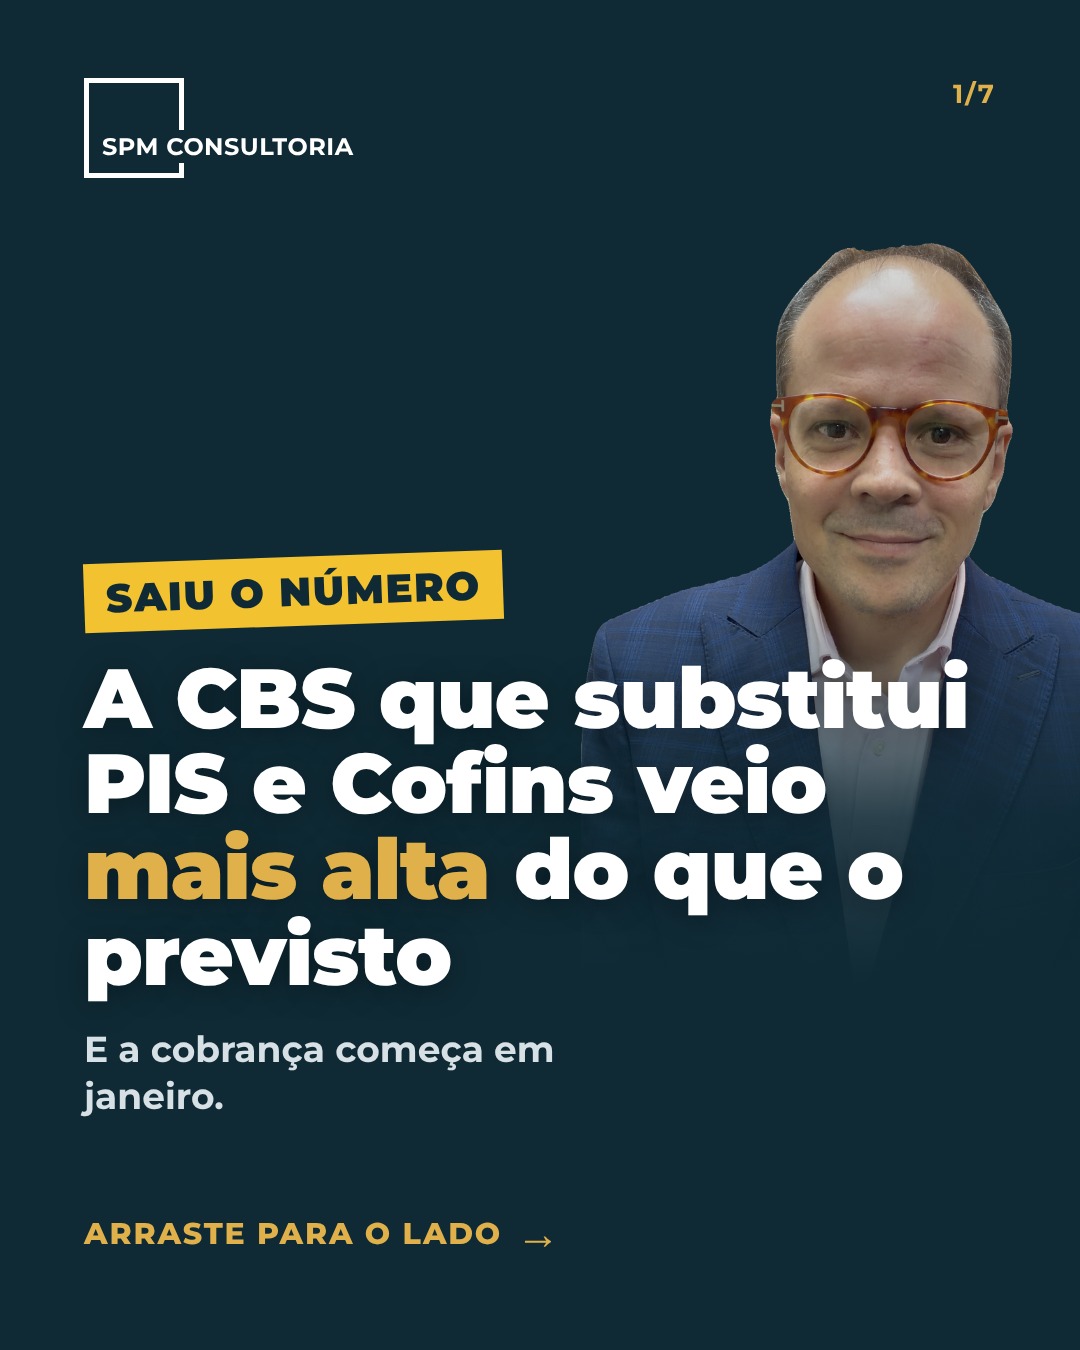 SPM CONSULTORIA
1/7
SAIU O NÚMERO
A CBS que substitui
PIS e Cofins veio
mais alta do que o
previsto
E a cobrança começa em
janeiro.
ARRASTE PARA O LADO →